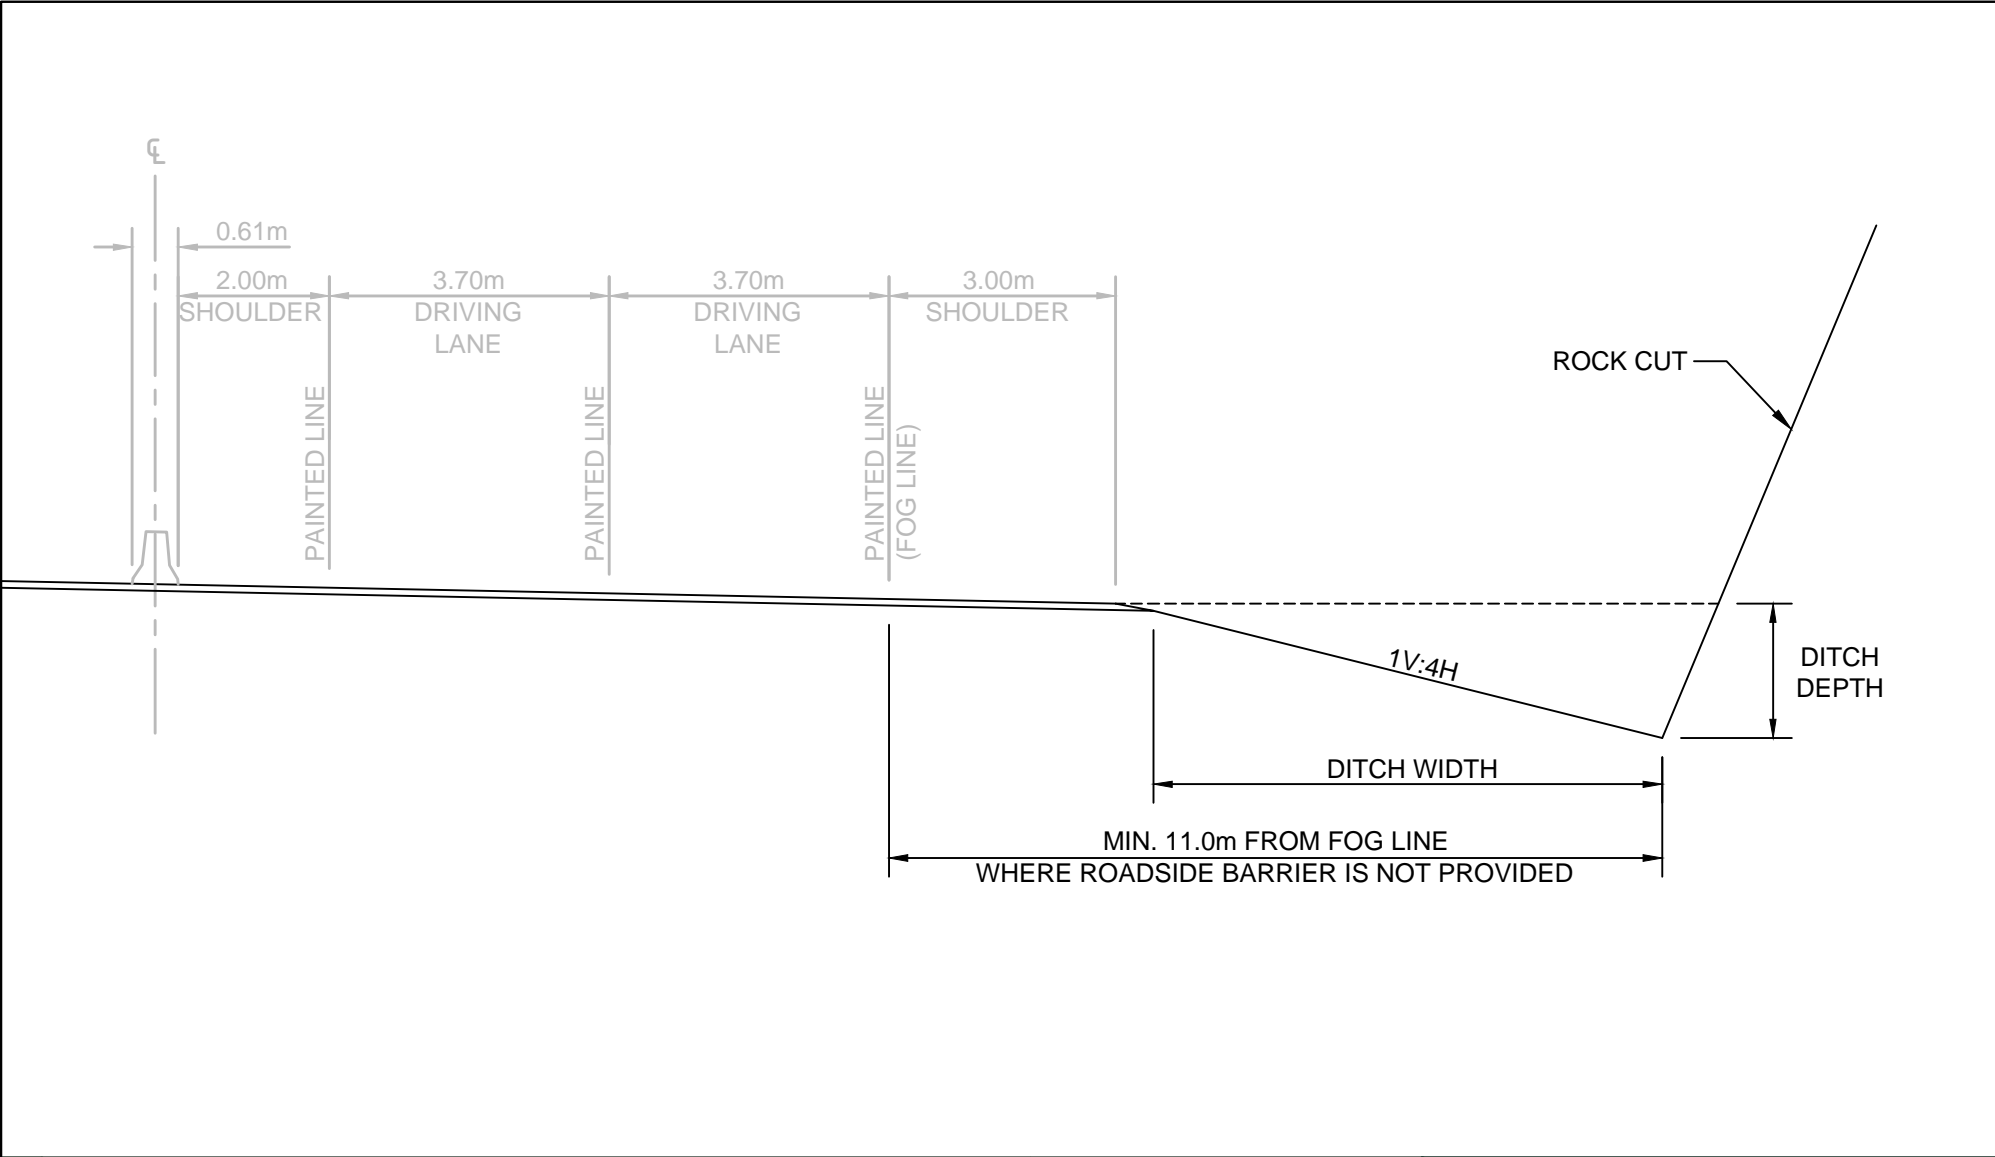 ℄
0.61m
2.00m
SHOULDER
3.70m
DRIVING
LANE
3.70m
DRIVING
LANE
3.00m
SHOULDER
PAINTED LINE
PAINTED LINE
PAINTED LINE
(FOG LINE)
ROCK CUT
1V:4H
DITCH
DEPTH
DITCH WIDTH
MIN. 11.0m FROM FOG LINE
WHERE ROADSIDE BARRIER IS NOT PROVIDED